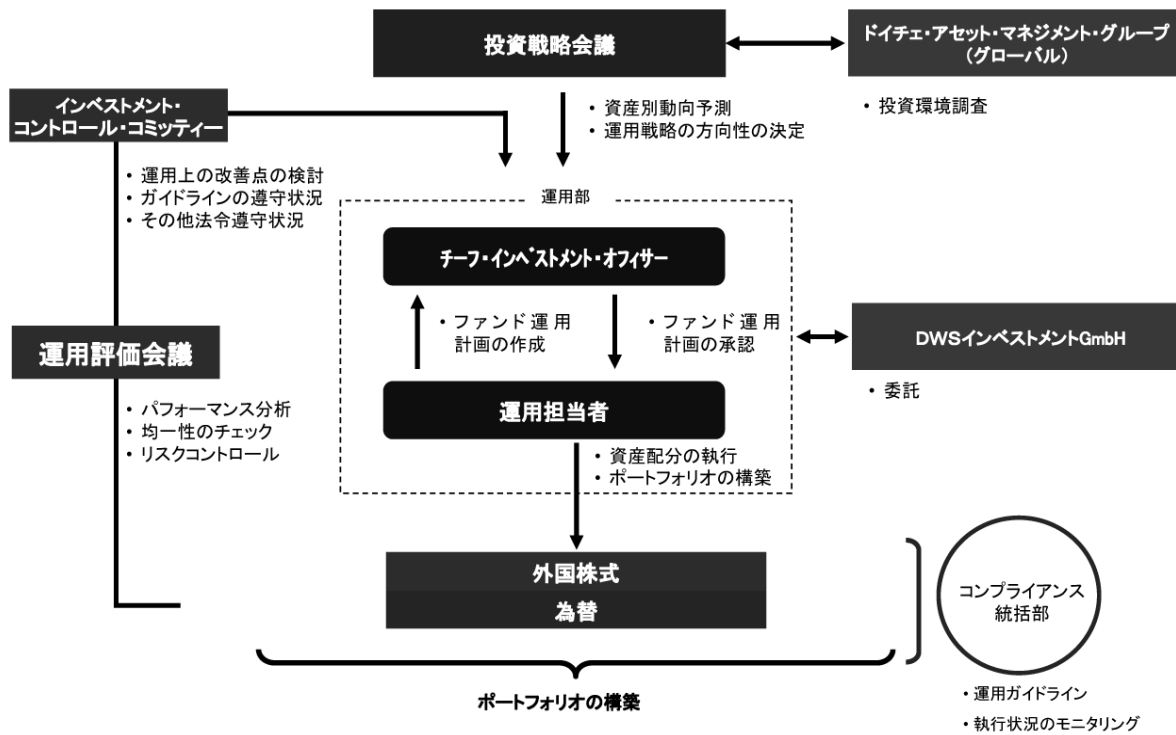 投資戦略会議
ドイチェ・アセット・マネジメント・グループ
(グローバル)
・投資環境調査
・資産別動向予測
・運用戦略の方向性の決定
インベストメント・
コントロール・コミッティー
・運用上の改善点の検討
・ガイドラインの遵守状況
・その他法令遵守状況
運用部
チーフ・インベストメント・オフィサー
・ファンド運用
計画の作成
・ファンド運用
計画の承認
運用評価会議
DWSインベストメントGmbH
・委託
・パフォーマンス分析
・均一性のチェック
・リスクコントロール
運用担当者
・資産配分の執行
・ポートフォリオの構築
外国株式
為替
コンプライアンス
統括部
ポートフォリオの構築
・運用ガイドライン
・執行状況のモニタリング